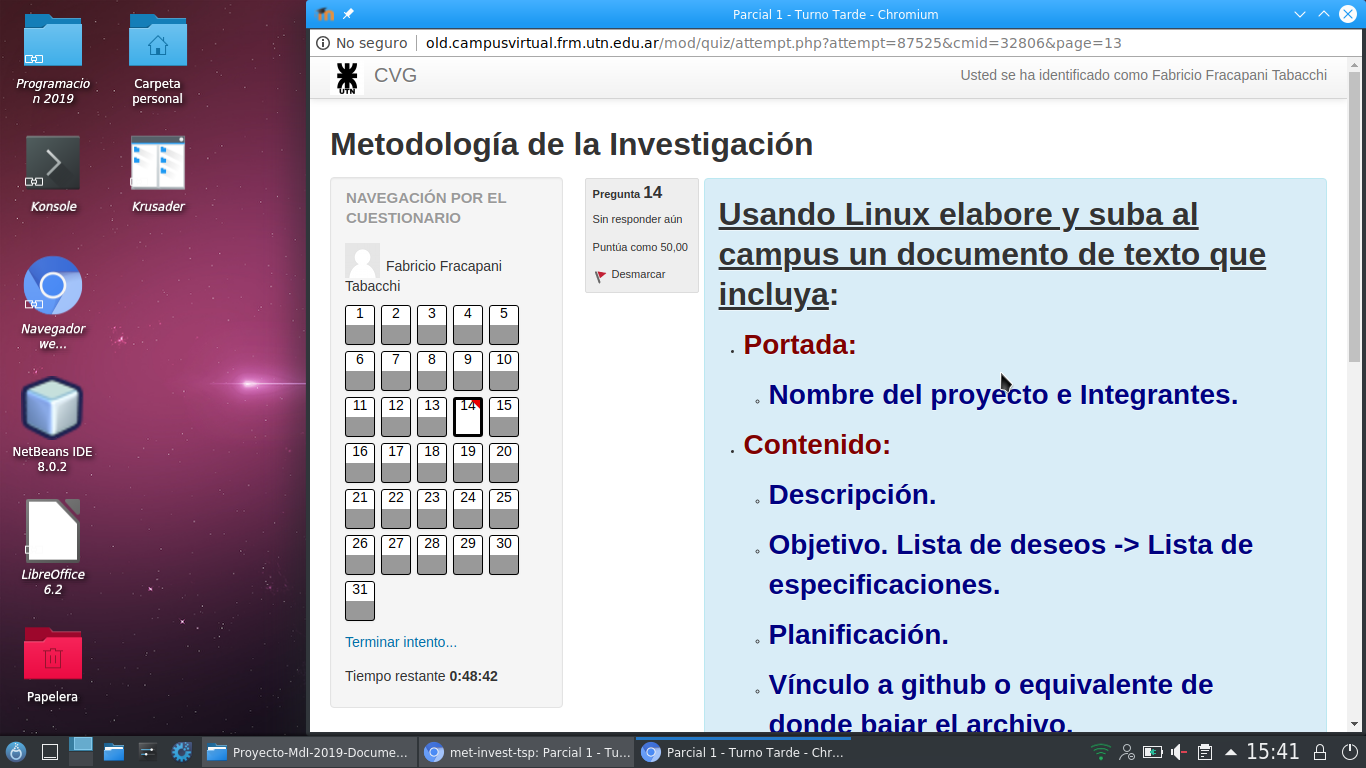 Parcial 1 - Turno Tarde - Chromium
No seguro
old.campusvirtual.frm.utn.edu.ar/mod/quiz/attempt.php?attempt=87525&cmid=32806&page=13
UTN
CVG
Usted se ha identificado como Fabricio Fracapani Tabacchi
Programacio
n 2019
Carpeta
personal
Konsole
Krusader
Navegador
we...
NetBeans IDE
8.0.2
LibreOffice
6.2
Papelera
Metodología de la Investigación
NAVEGACIÓN POR EL
CUESTIONARIO
Fabricio Fracapani
Tabacchi
1 2 3 4 5
6 7 8 9 10
11 12 13 14 15
16 17 18 19 20
21 22 23 24 25
26 27 28 29 30
31
Terminar intento...
Tiempo restante 0:48:42
Pregunta 14
Sin responder aún
Puntúa como 50,00
Desmarcar
Usando Linux elabore y suba al
campus un documento de texto que
incluya:
Portada:
Nombre del proyecto e Integrantes.
Contenido:
Descripción.
Objetivo. Lista de deseos -> Lista de
especificaciones.
Planificación.
Vínculo a github o equivalente de
donde bajar el archivo.
Proyecto-MdI-2019-Docume...
met-invest-tsp: Parcial 1 - Tu...
Parcial 1 - Turno Tarde - Chr...
15:41